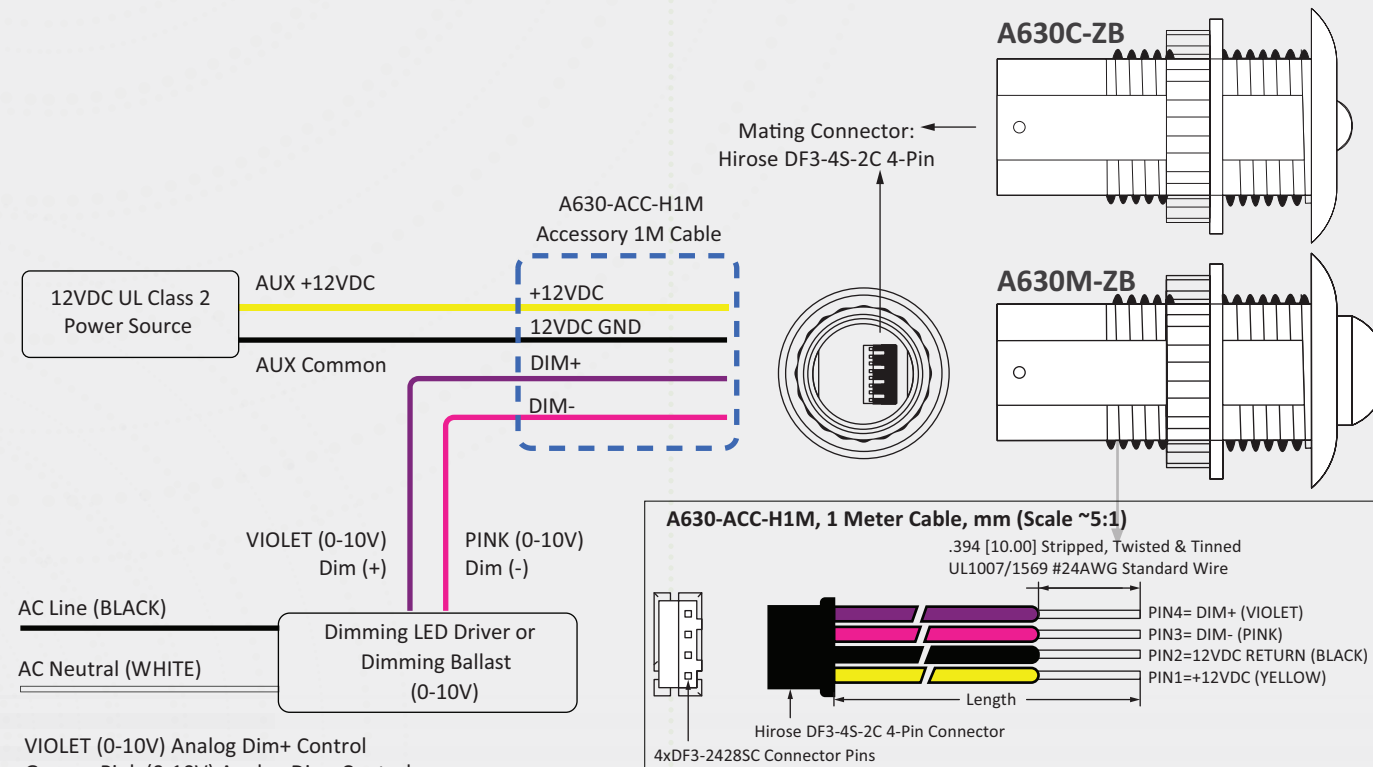 A630C-ZB
Mating Connector:
Hirose DF3-4S-2C 4-Pin
A630-ACC-H1M
Accessory 1M Cable
12VDC UL Class 2
Power Source
AUX +12VDC
AUX Common
+12VDC
12VDC GND
DIM+
DIM-
A630M-ZB
VIOLET (0-10V)
Dim (+)
PINK (0-10V)
Dim (-)
AC Line (BLACK)
AC Neutral (WHITE)
Dimming LED Driver or
Dimming Ballast
(0-10V)
VIOLET (0-10V) Analog Dim+ Control
A630-ACC-H1M, 1 Meter Cable, mm (Scale ~5:1)
.394 [10.00] Stripped, Twisted & Tinned
UL1007/1569 #24AWG Standard Wire
PIN4= DIM+ (VIOLET)
PIN3= DIM- (PINK)
PIN2=12VDC RETURN (BLACK)
PIN1=+12VDC (YELLOW)
Length
Hirose DF3-4S-2C 4-Pin Connector
4xDF3-2428SC Connector Pins